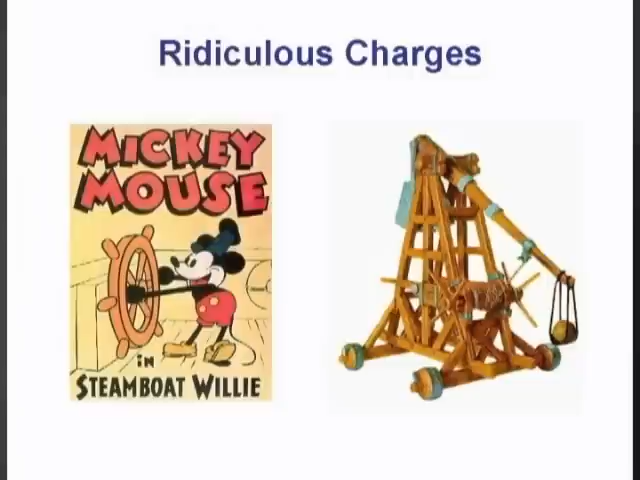 Ridiculous Charges
MICKEY
MOUSE
IN
STEAMBOAT WILLIE